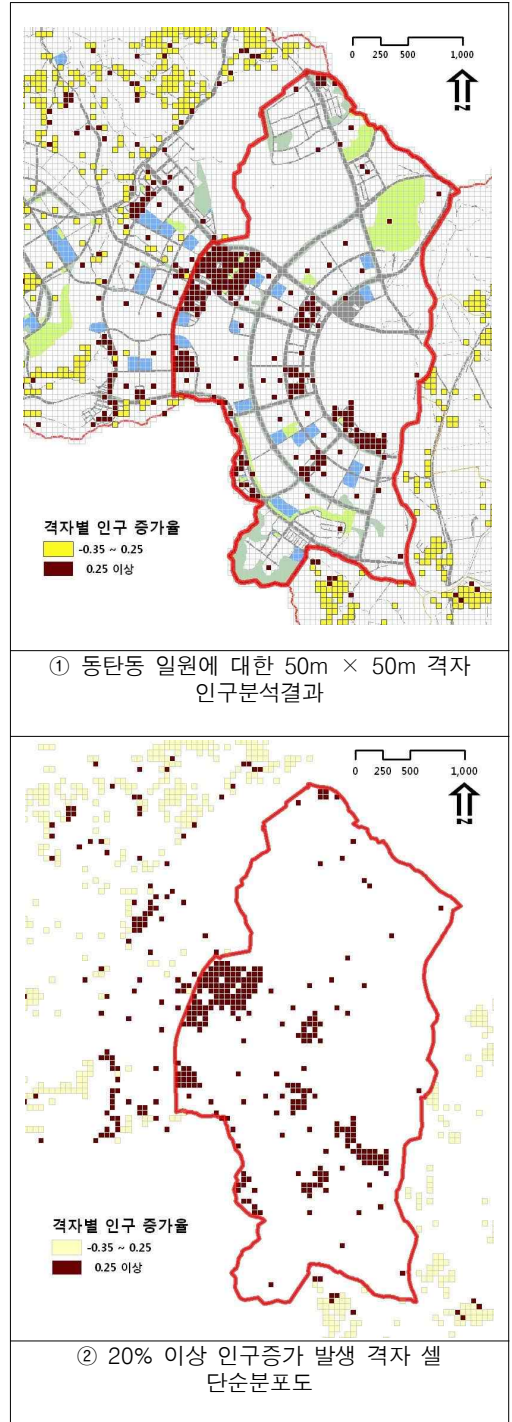 0 250 500 1,000
N
격자별 인구 증가율
-0.35 ~ 0.25
0.25 이상
① 동탄동 일원에 대한 50m × 50m 격자
인구분석결과
0 250 500 1,000
N
격자별 인구 증가율
-0.35 ~ 0.25
0.25 이상
② 20% 이상 인구증가 발생 격자 셀
단순분포도